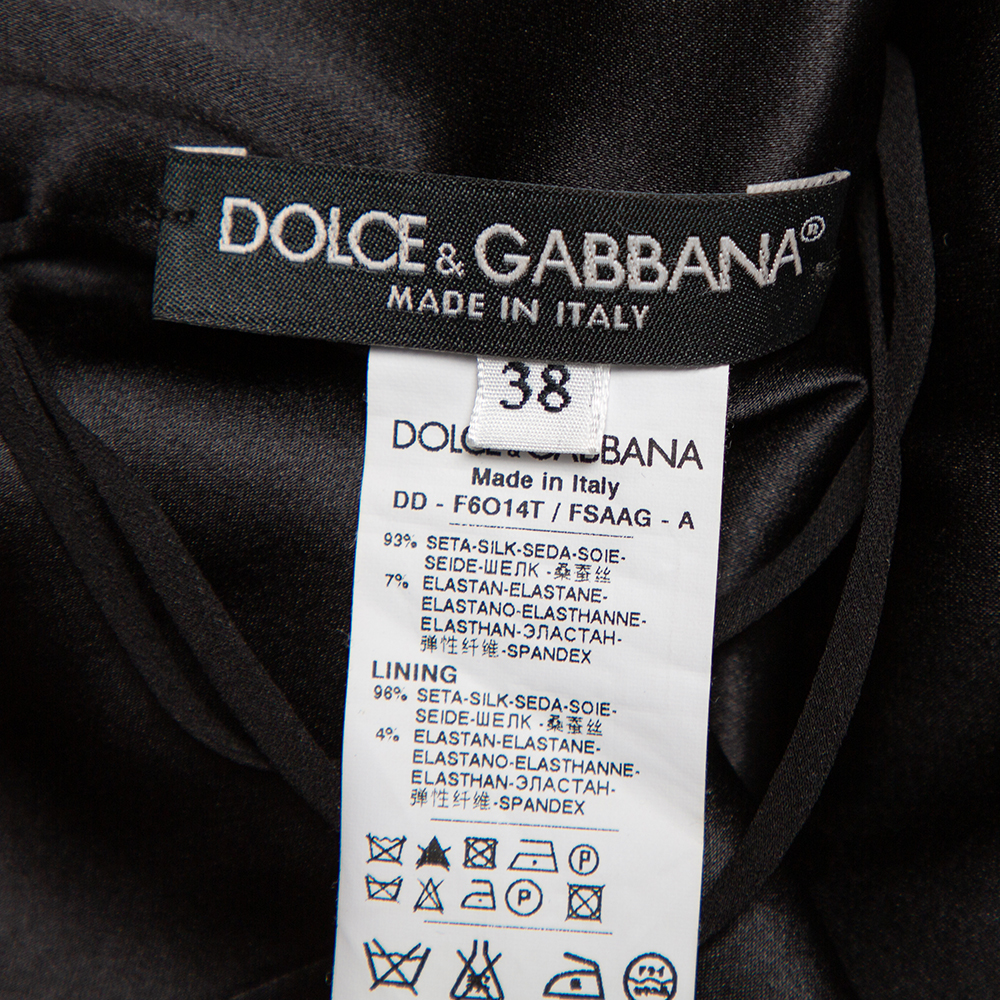 DOLCE & GABBANA®
MADE IN ITALY
38
DOLCE & GABBANA
Made in Italy
DD - F6O14T / FSAAG - A
93% SETA-SILK-SEDA-SOIE-
SEIDE-ШЕЛК -桑蚕丝
7% ELASTAN-ELASTANE-
ELASTANO-ELASTHANNE-
ELASTHAN-ЭЛАСТАН-
弹性纤维-SPANDEX
LINING
96% SETA-SILK-SEDA-SOIE-
SEIDE-ШЕЛК -桑蚕丝
4% ELASTAN-ELASTANE-
ELASTANO-ELASTHANNE-
ELASTHAN-ЭЛАСТАН-
弹性纤维-SPANDEX
P
P